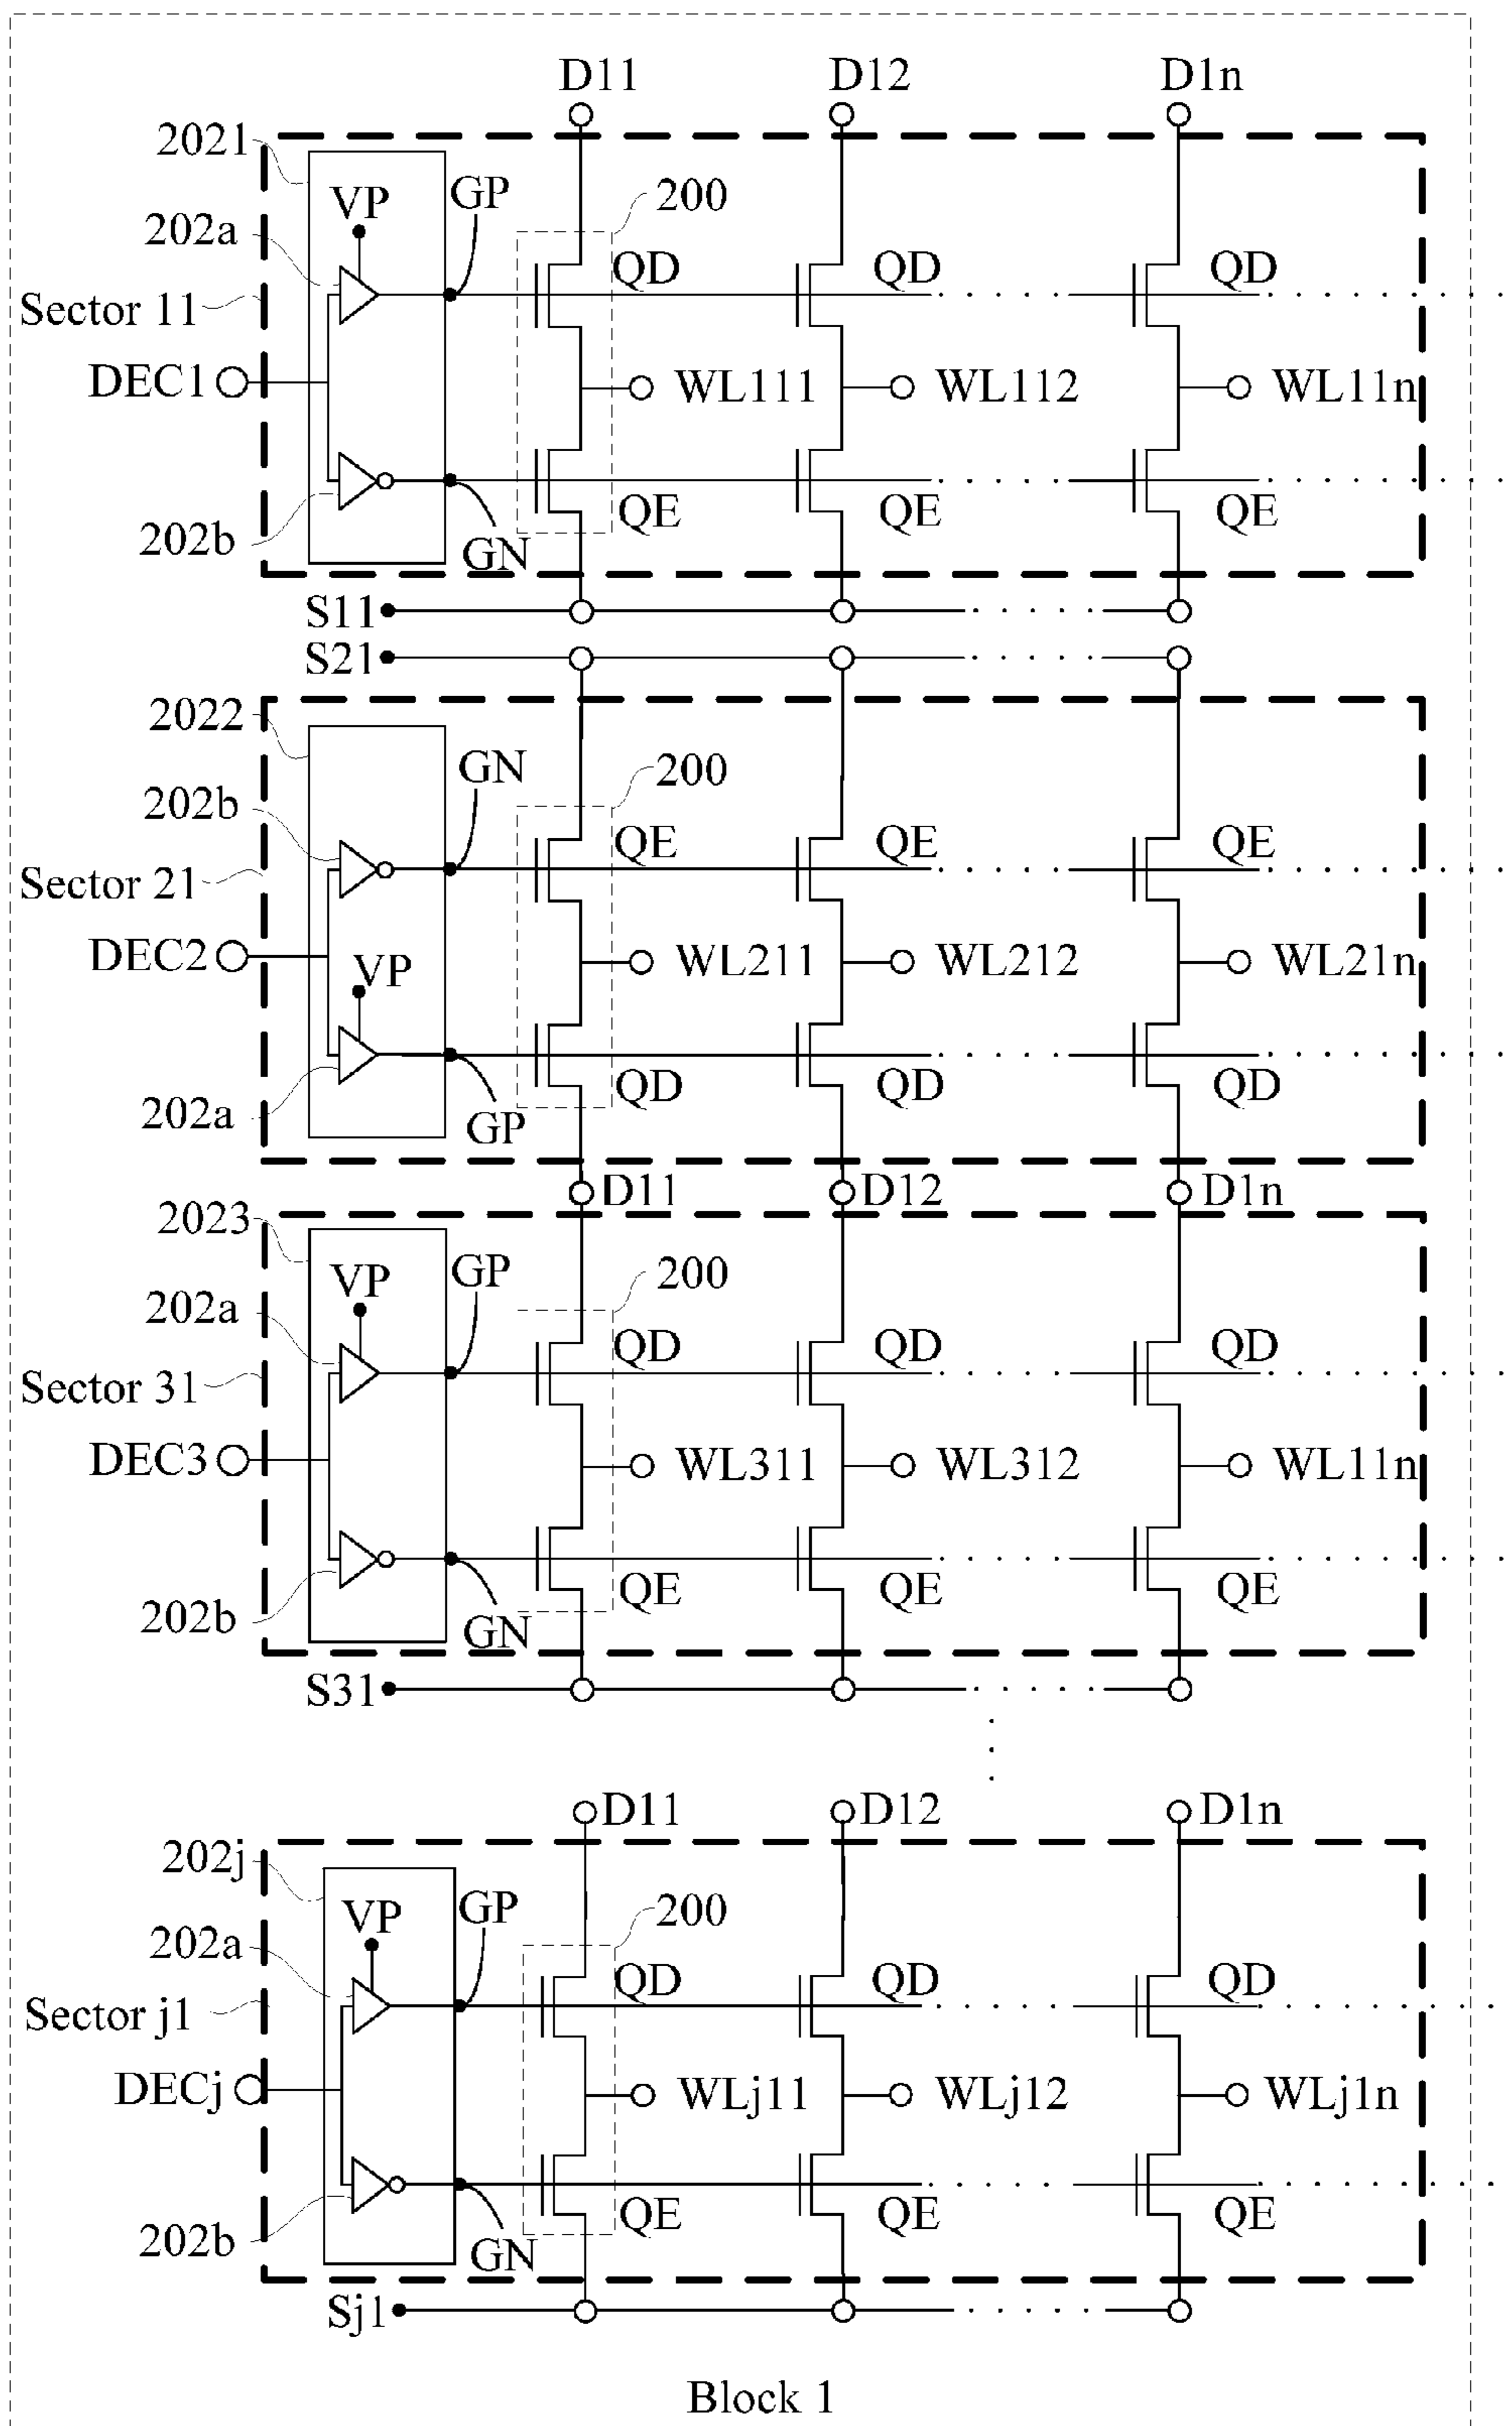 D11 D12 D1n
2021
VP GP 200
202a
QD QD QD
Sector 11
DEC1 WL111 WL112 WL11n
QE QE QE
202b GN
S11
S21
2022
GN 200
202b
QE QE QE
Sector 21
DEC2 VP WL211 WL212 WL21n
202a QD QD QD
GP
D11 D12 D1n
2023
VP GP 200
202a
QD QD QD
Sector 31
DEC3 WL311 WL312 WL11n
QE QE QE
202b GN
S31
D11 D12 D1n
202j
VP GP 200
202a
QD QD QD
Sector j1
DECj WLj11 WLj12 WLj1n
QE QE QE
202b GN
Sj1
Block 1